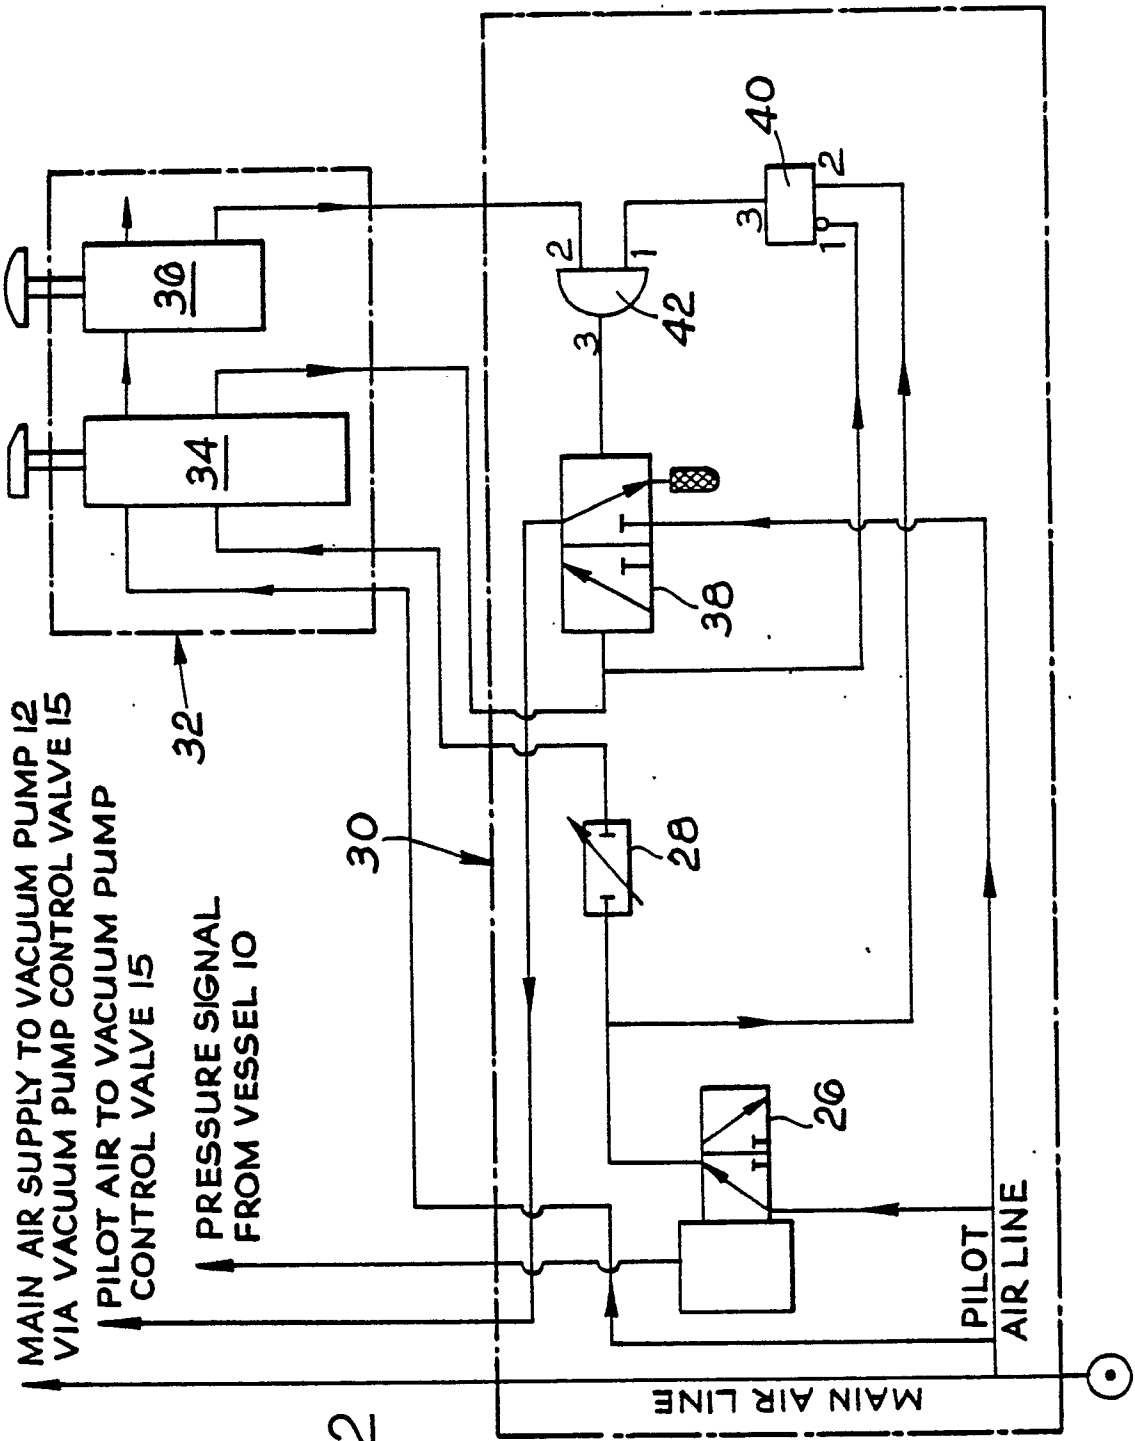 MAIN AIR SUPPLY TO VACUUM PUMP 12
VIA VACUUM PUMP CONTROL VALVE 15
PILOT AIR TO VACUUM PUMP
CONTROL VALVE 15
PRESSURE SIGNAL
FROM VESSEL 10
32
34
36
30
28
38
3
42
2
1
3
40
1
2
26
PILOT
AIR LINE
MAIN AIR LINE
2